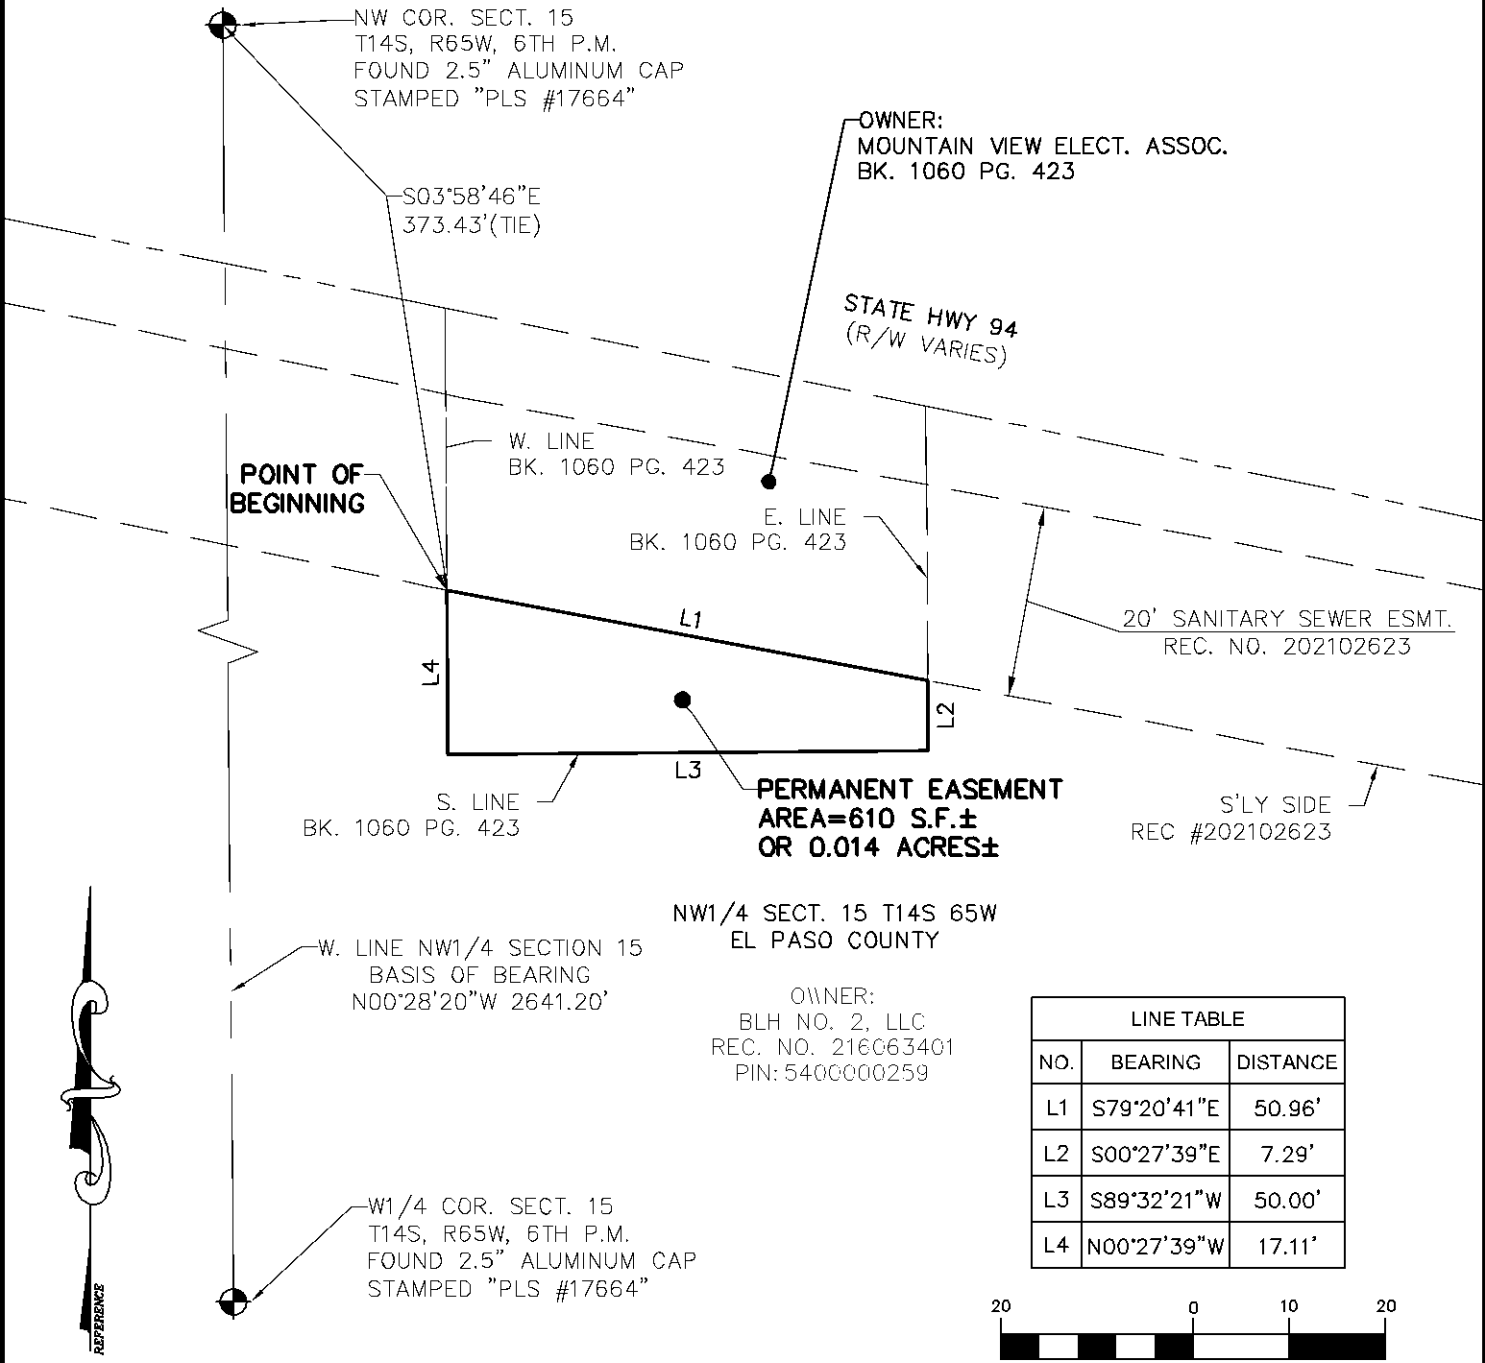 NW COR. SECT. 15
T14S, R65W, 6TH P.M.
FOUND 2.5" ALUMINUM CAP
STAMPED "PLS #17664"
OWNER:
MOUNTAIN VIEW ELECT. ASSOC.
BK. 1060 PG. 423
S03°58'46"E
373.43'(TIE)
STATE HWY 94
(R/W VARIES)
W. LINE
BK. 1060 PG. 423
POINT OF
BEGINNING
E. LINE
BK. 1060 PG. 423
L1
20' SANITARY SEWER ESMT.
REC. NO. 202102623
L4
L2
L3
S. LINE
BK. 1060 PG. 423
PERMANENT EASEMENT
AREA=610 S.F.±
OR 0.014 ACRES±
S'LY SIDE
REC #202102623
NW1/4 SECT. 15 T14S 65W
EL PASO COUNTY
W. LINE NW1/4 SECTION 15
BASIS OF BEARING
N00°28'20"W 2641.20'
OWNER:
BLH NO. 2, LLC
REC. NO. 216063401
PIN: 5400000259
LINE TABLE
NO. BEARING DISTANCE
L1 S79°20'41"E 50.96'
L2 S00°27'39"E 7.29'
L3 S89°32'21"W 50.00'
L4 N00°27'39"W 17.11'
W1/4 COR. SECT. 15
T14S, R65W, 6TH P.M.
FOUND 2.5" ALUMINUM CAP
STAMPED "PLS #17664"
REFERENCE
20 0 10 20